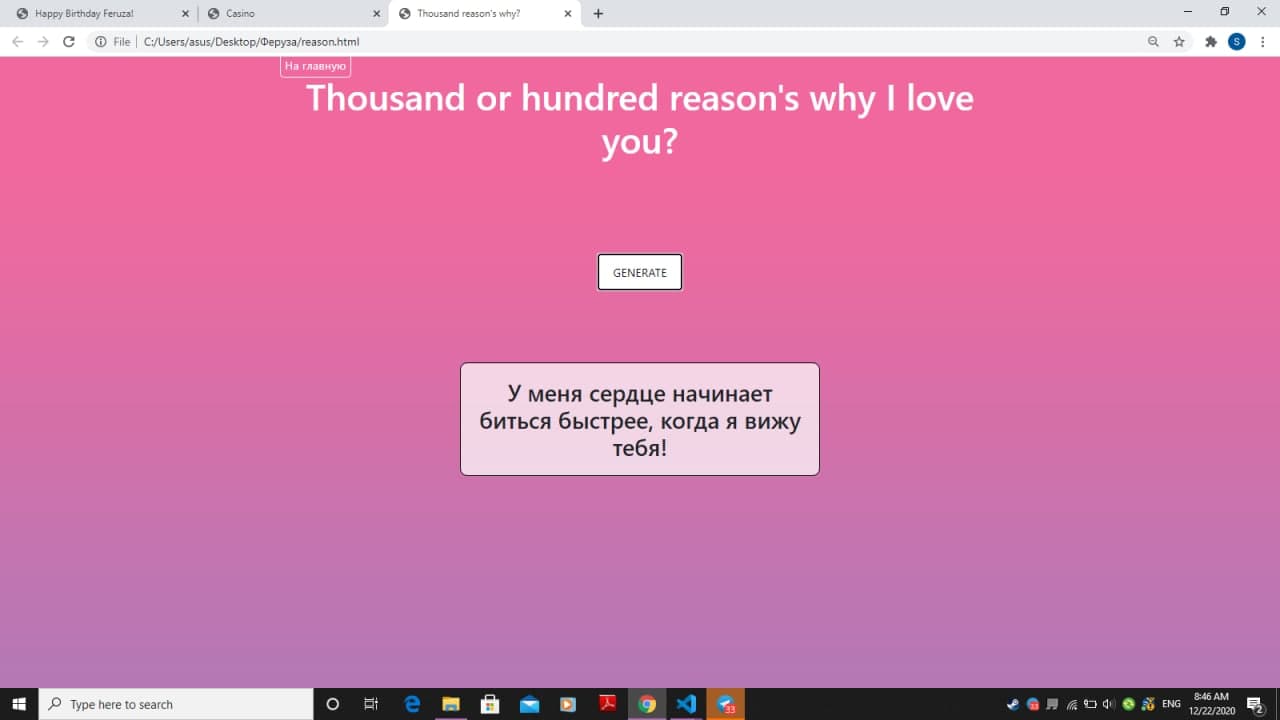 Happy Birthday Feruza!
Casino
Thousand reason's why?
File
C:/Users/asus/Desktop/Феруза/reason.html
S
На главную
Thousand or hundred reason's why I love
you?
GENERATE
У меня сердце начинает
биться быстрее, когда я вижу
тебя!
Type here to search
33
ENG
8:46 AM
12/22/2020
2